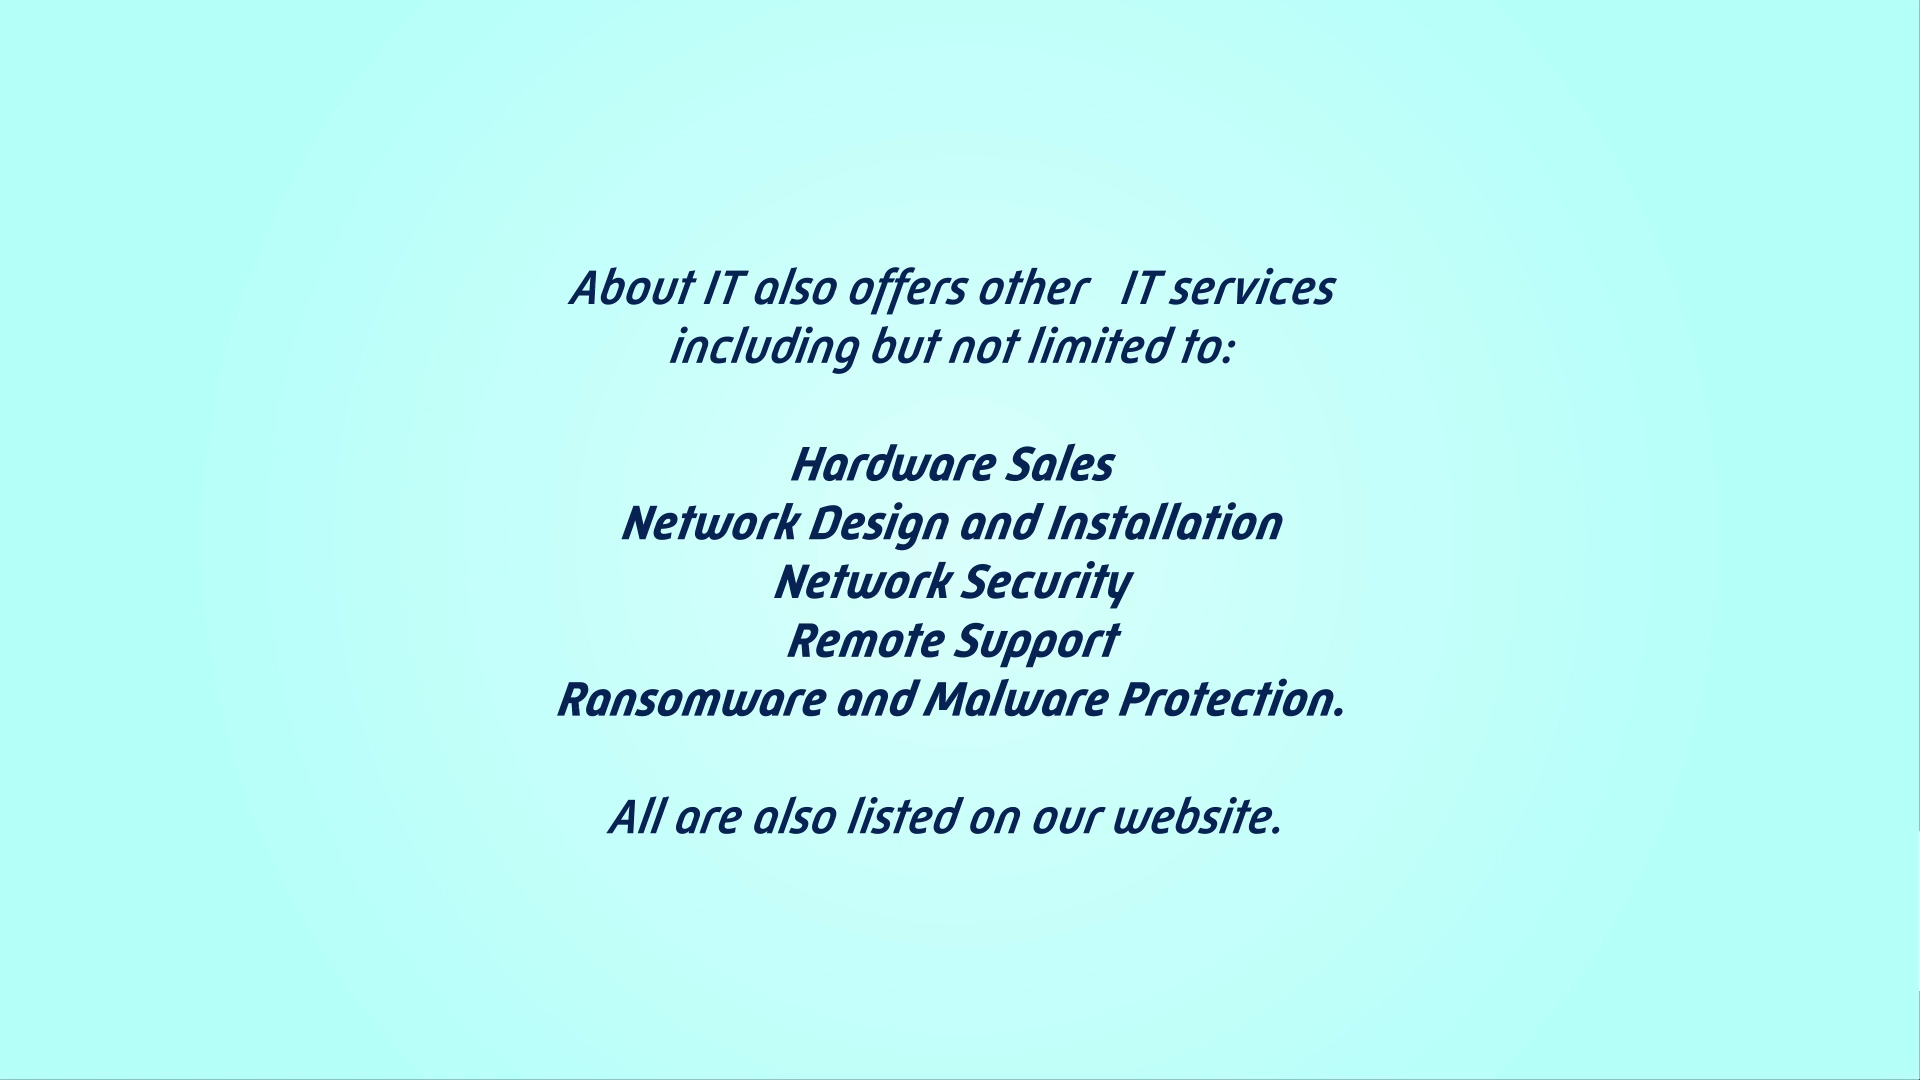 About IT also offers other   IT services
including but not limited to:
Hardware Sales
Network Design and Installation
Network Security
Remote Support
Ransomware and Malware Protection.
All are also listed on our website.